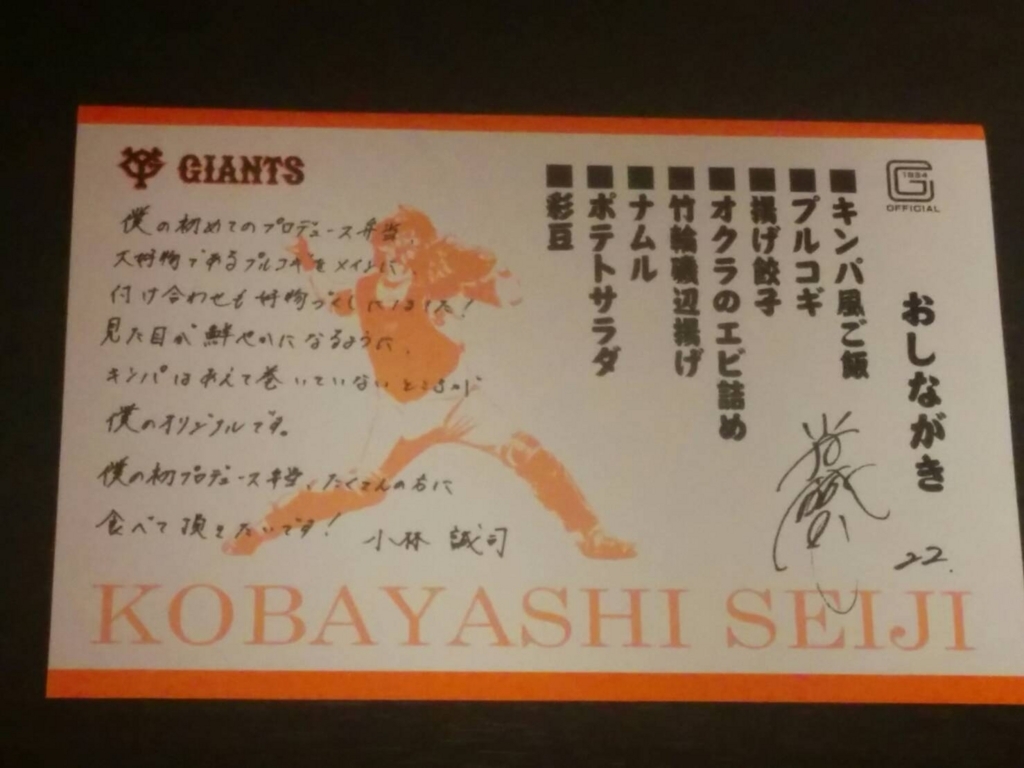 GIANTS
僕の初めてのプロデュース弁当、
大好物であるプルコギをメインに、
付け合わせも好物づくしにしました!
見た目が鮮やかになるように、
キンパはあえて巻いていないところが
僕のオリジナルです。
僕の初プロデュース弁当、たくさんの方に
食べて頂きたいです!
小林 誠司
1934
OFFICIAL
おしながき
■キンパ風ご飯
■プルコギ
■揚げ餃子
■オクラのエビ詰め
■竹輪磯辺揚げ
■ナムル
■ポテトサラダ
■彩豆
22.
KOBAYASHI SEIJI